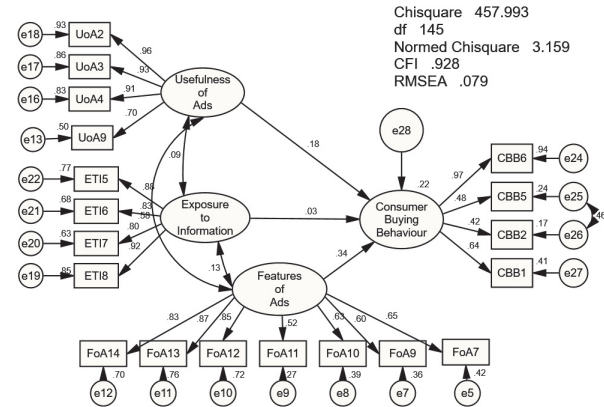 Chisquare 457.993
df 145
Normed Chisquare 3.159
CFI .928
RMSEA .079
e18 .93 UoA2 .96
e17 .86 UoA3 .93
e16 .83 UoA4 .91
e13 .50 UoA9 .70
Usefulness
of
Ads
e22 .77 ETI5 .88
e21 .68 ETI6 .83
e20 .63 ETI7 .80
e19 .85 ETI8 .92
.09
.58
Exposure
to
Information
.13
Features
of
Ads
.18
.03
.34
e28
.22
Consumer
Buying
Behaviour
.97 CBB6 .94 e24
.48 CBB5 .24 e25
.42 CBB2 .17 e26
.64 CBB1 .41 e27
.46
.83 .87 .85 .52 .63 .60 .65
FoA14 FoA13 FoA12 FoA11 FoA10 FoA9 FoA7
.70 .76 .72 .27 .39 .36 .42
e12 e11 e10 e9 e8 e7 e5